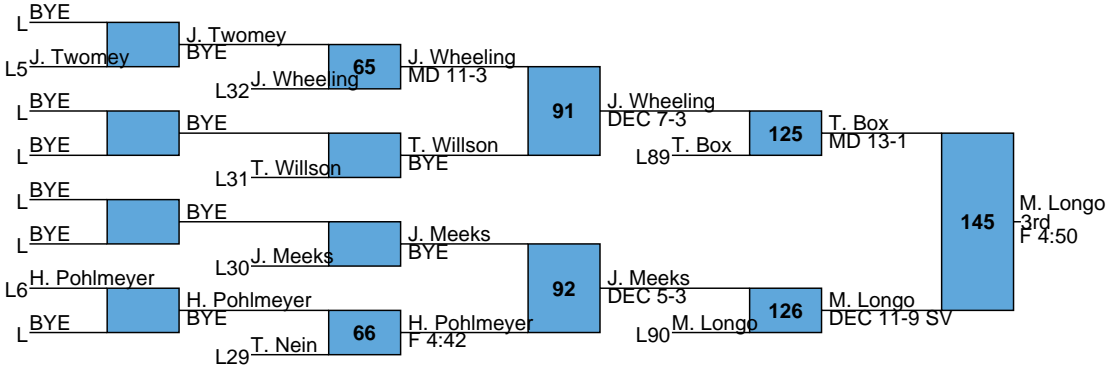 BYE
L
J. Twomey
BYE
L5 J. Twomey
65
J. Wheeling
MD 11-3
L32 J. Wheeling
91
J. Wheeling
DEC 7-3
BYE
L
BYE
BYE
L
T. Willson
BYE
L31 T. Willson
125
T. Box
MD 13-1
L89 T. Box
BYE
L
BYE
BYE
L
J. Meeks
BYE
L30 J. Meeks
145
M. Longo
3rd
F 4:50
92
J. Meeks
DEC 5-3
L6 H. Pohlmeyer
H. Pohlmeyer
BYE
BYE
L
66
H. Pohlmeyer
F 4:42
L29 T. Nein
126
M. Longo
DEC 11-9 SV
L90 M. Longo